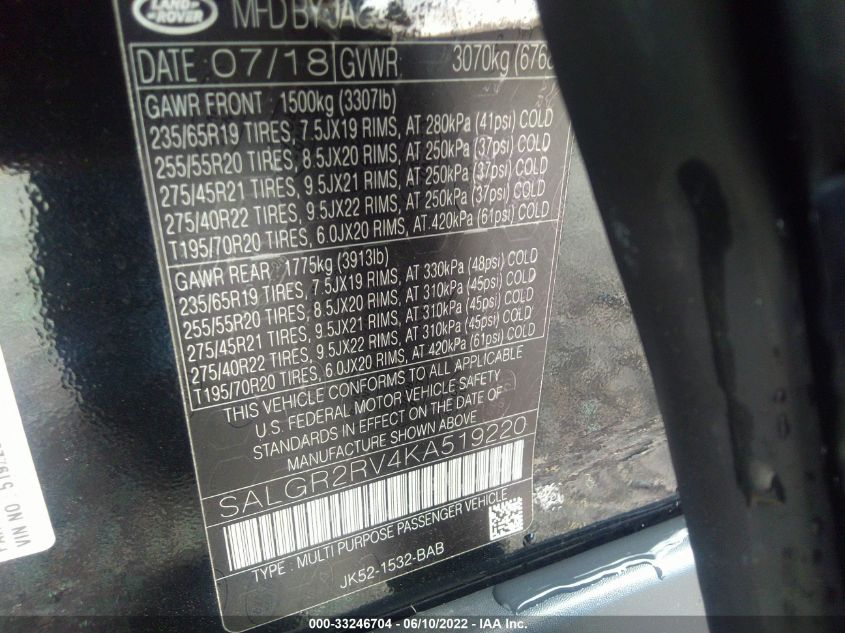 LAND
ROVER
MFD BY JAG
DATE: 07/18 GVWR 3070kg (676
GAWR FRONT : 1500kg (3307lb)
235/65R19 TIRES, 7.5JX19 RIMS, AT 280kPa (41psi) COLD
255/55R20 TIRES, 8.5JX20 RIMS, AT 250kPa (37psi) COLD
275/45R21 TIRES, 9.5JX21 RIMS, AT 250kPa (37psi) COLD
275/40R22 TIRES, 9.5JX22 RIMS, AT 250kPa (37psi) COLD
T195/70R20 TIRES, 6.0JX20 RIMS, AT 420kPa (61psi) COLD
GAWR REAR : 1775kg (3913lb)
235/65R19 TIRES, 7.5JX19 RIMS, AT 330kPa (48psi) COLD
255/55R20 TIRES, 8.5JX20 RIMS, AT 310kPa (45psi) COLD
275/45R21 TIRES, 9.5JX21 RIMS, AT 310kPa (45psi) COLD
275/40R22 TIRES, 9.5JX22 RIMS, AT 310kPa (45psi) COLD
T195/70R20 TIRES, 6.0JX20 RIMS, AT 420kPa (61psi) COLD
THIS VEHICLE CONFORMS TO ALL APPLICABLE
U.S. FEDERAL MOTOR VEHICLE SAFETY
STANDARDS IN EFFECT ON THE DATE OF
MANUFACTURE SHOWN ABOVE
SALGR2RV4KA519220
TYPE : MULTI PURPOSE PASSENGER VEHICLE
JK52-1532-BAB
VIN NO :
000-33246704 - 06/10/2022 - IAA Inc.